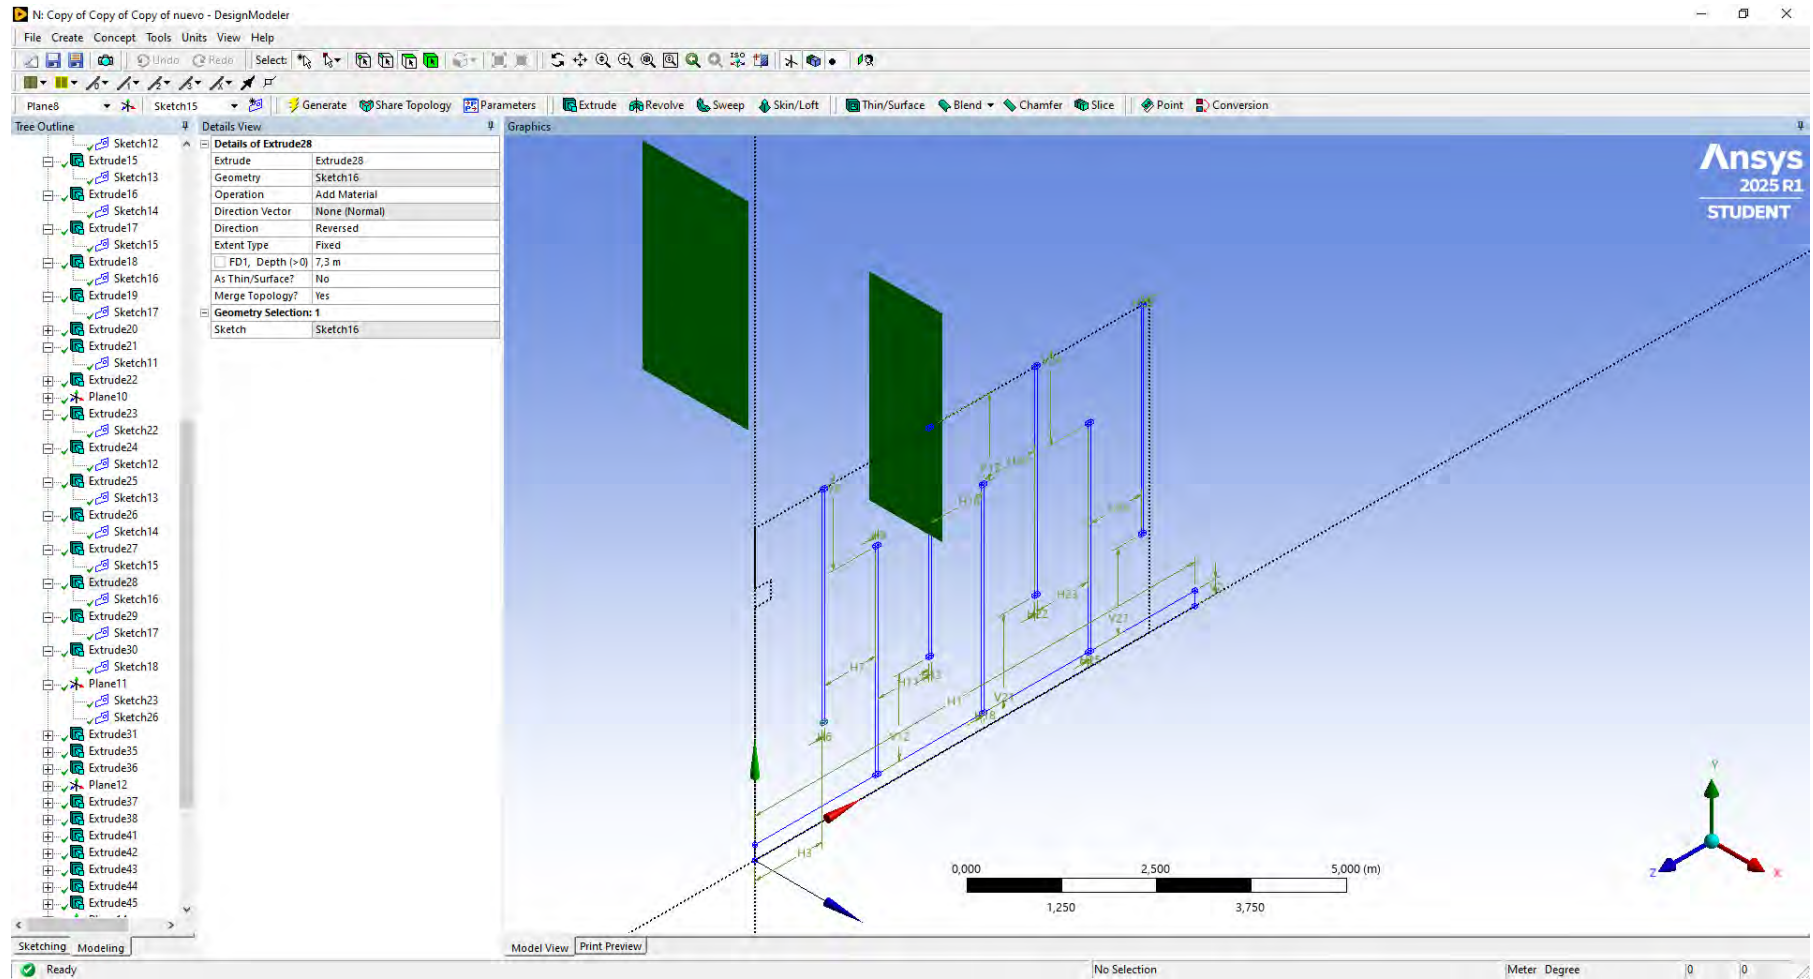 N: Copy of Copy of Copy of nuevo - DesignModeler
File Create Concept Tools Units View Help
Undo Redo Select:
Plane8 Sketch15 Generate Share Topology Parameters Extrude Revolve Sweep Skin/Loft Thin/Surface Blend Chamfer Slice Point Conversion
Tree Outline
Sketch12
Extrude15
Sketch13
Extrude16
Sketch14
Extrude17
Sketch15
Extrude18
Sketch16
Extrude19
Sketch17
Extrude20
Extrude21
Sketch11
Extrude22
Plane10
Extrude23
Sketch22
Extrude24
Sketch12
Extrude25
Sketch13
Extrude26
Sketch14
Extrude27
Sketch15
Extrude28
Sketch16
Extrude29
Sketch17
Extrude30
Sketch18
Plane11
Sketch23
Sketch26
Extrude31
Extrude35
Extrude36
Plane12
Extrude37
Extrude38
Extrude41
Extrude42
Extrude43
Extrude44
Extrude45
Sketching Modeling
Details View
Details of Extrude28
Extrude Extrude28
Geometry Sketch16
Operation Add Material
Direction Vector None (Normal)
Direction Reversed
Extent Type Fixed
FD1, Depth (>0) 7,3 m
As Thin/Surface? No
Merge Topology? Yes
Geometry Selection: 1
Sketch Sketch16
Graphics
Ansys
2025 R1
STUDENT
H23
H22
V27
H7
H1
H3
0,000 2,500 5,000 (m)
1,250 3,750
Y
Z X
Model View Print Preview
Ready No Selection Meter Degree 0 0